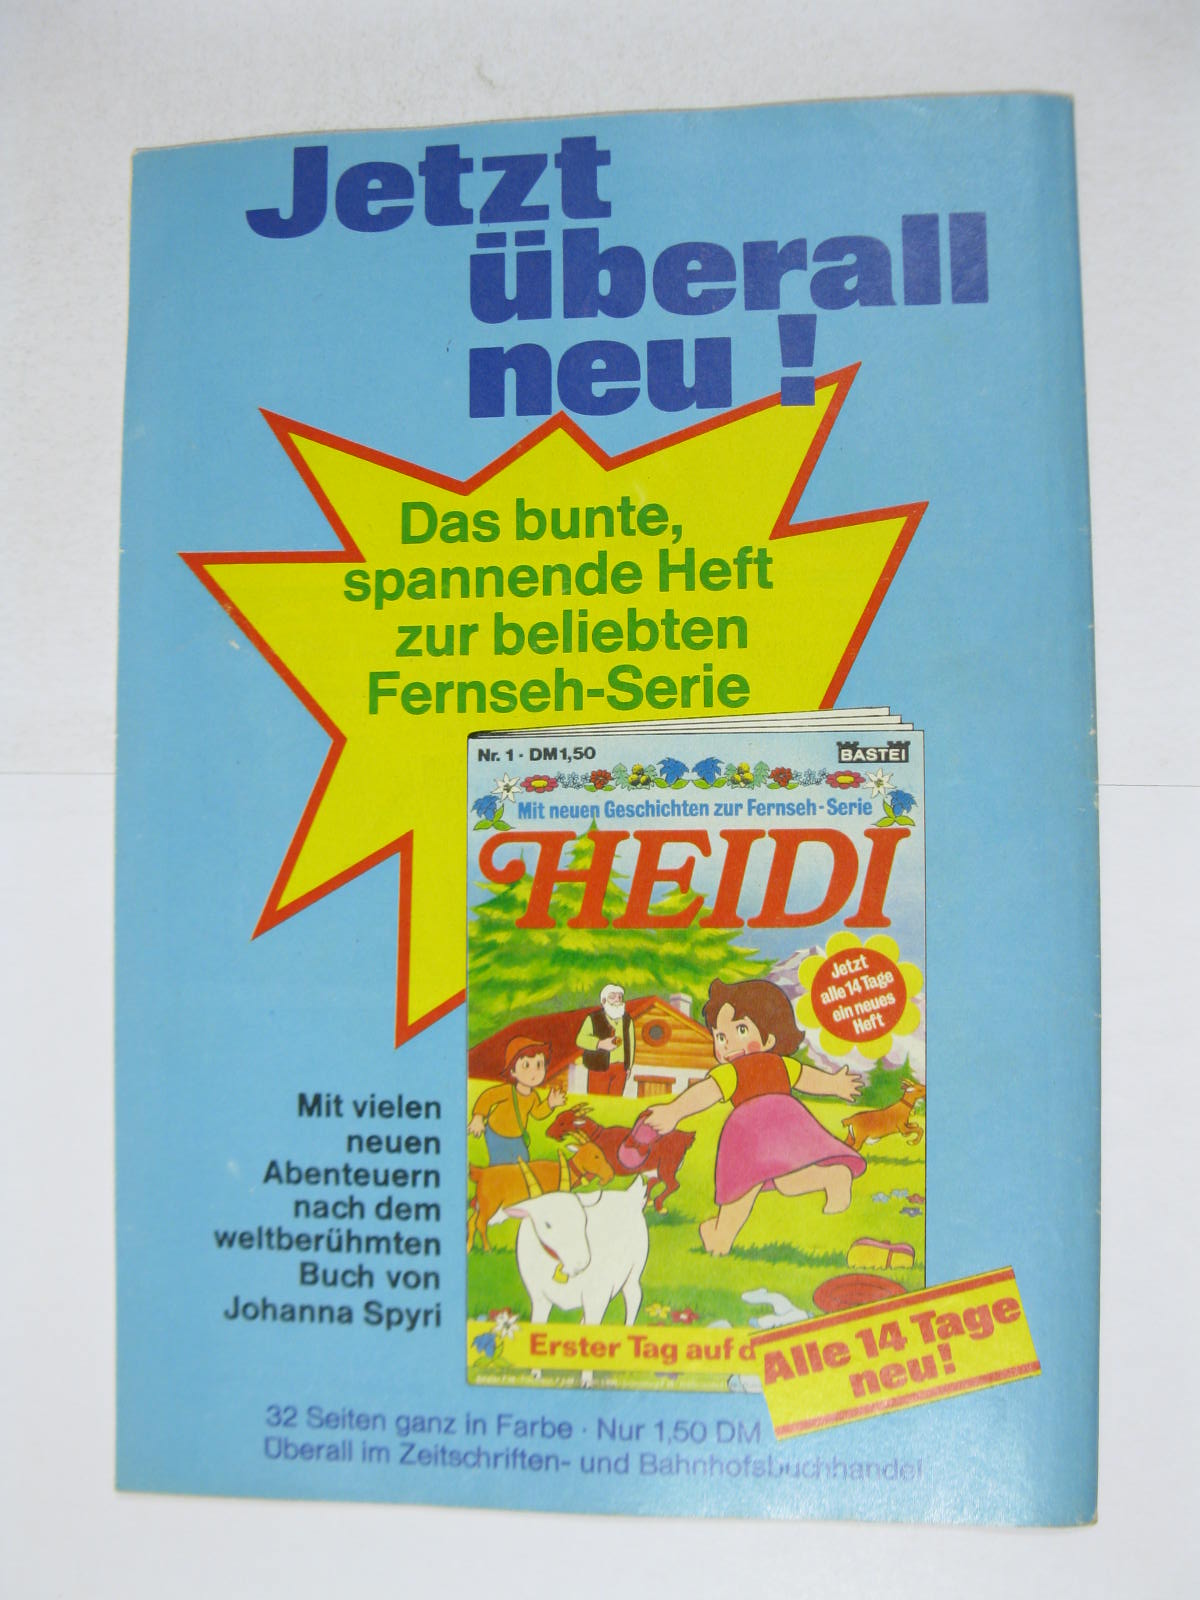 Jetzt
überall
neu !
Das bunte,
spannende Heft
zur beliebten
Fernseh-Serie
Nr. 1 · DM 1,50
BASTEI
Mit neuen Geschichten zur Fernseh-Serie
HEIDI
Jetzt
alle 14 Tage
ein neues
Heft
Mit vielen
neuen
Abenteuern
nach dem
weltberühmten
Buch von
Johanna Spyri
Erster Tag auf d
Alle 14 Tage
neu!
32 Seiten ganz in Farbe · Nur 1,50 DM
Überall im Zeitschriften- und Bahnhofsbuchhandel